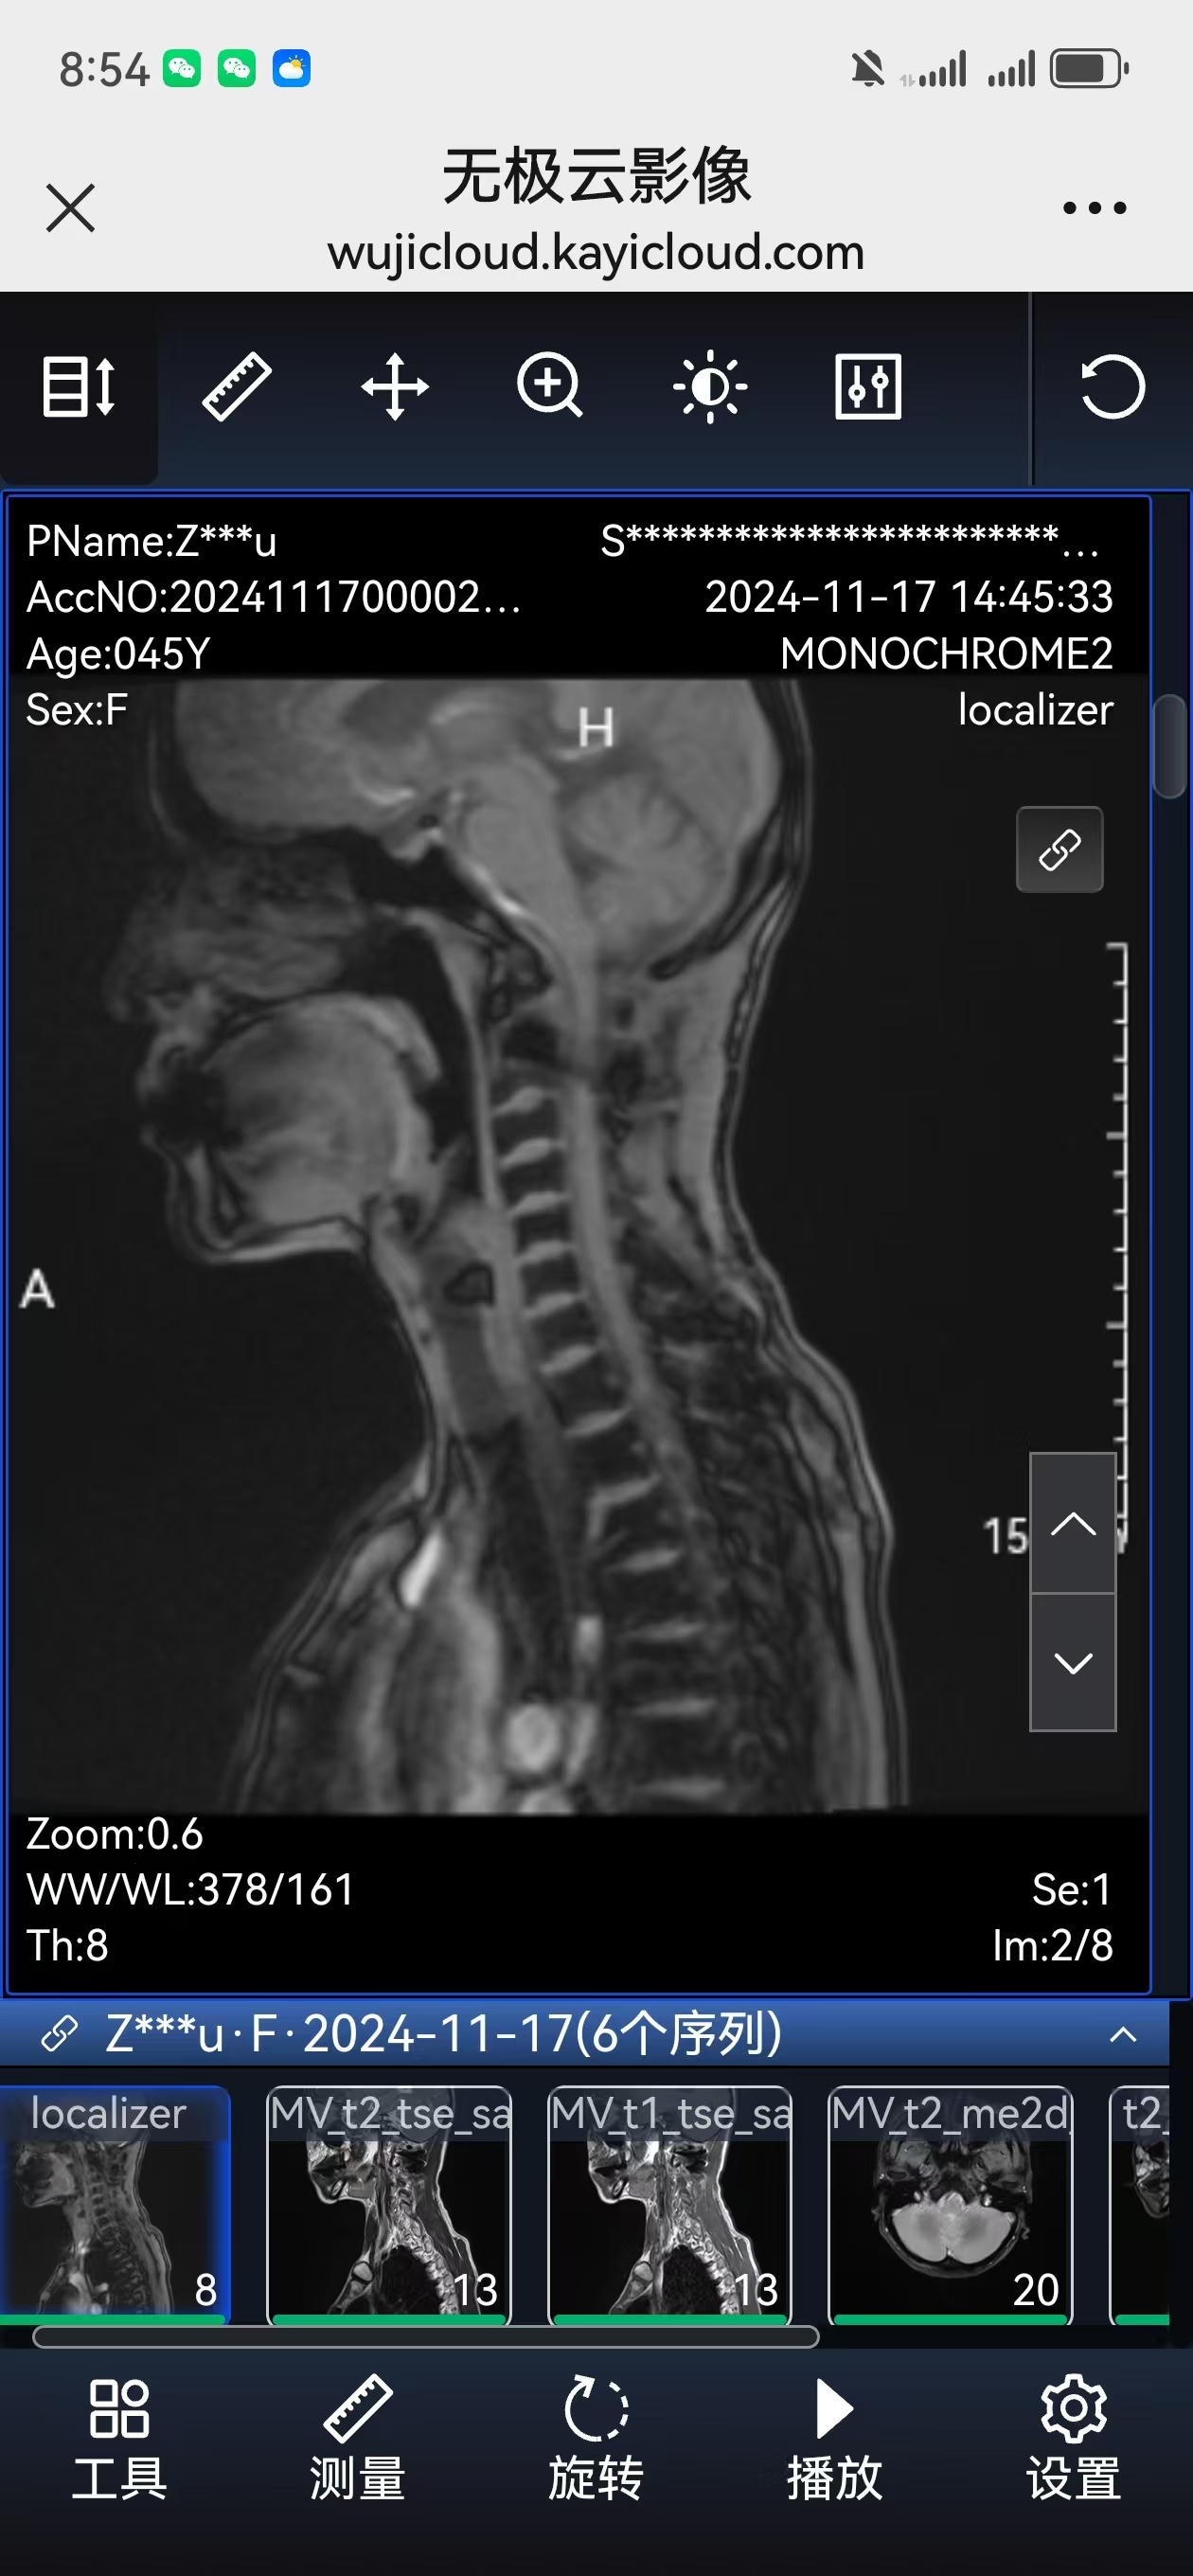 8:54
无极云影像
wujicloud.kayicloud.com
PName:Z***u
S************************...
AccNO:2024111700002...
2024-11-17 14:45:33
Age:045Y
MONOCHROME2
Sex:F
localizer
H
A
15
Zoom:0.6
WW/WL:378/161
Se:1
Th:8
Im:2/8
Z***u·F·2024-11-17(6个序列)
localizer
MV_t2_tse_sa
MV_t1_tse_sa
MV_t2_me2d
t2_
8
13
13
20
工具
测量
旋转
播放
设置